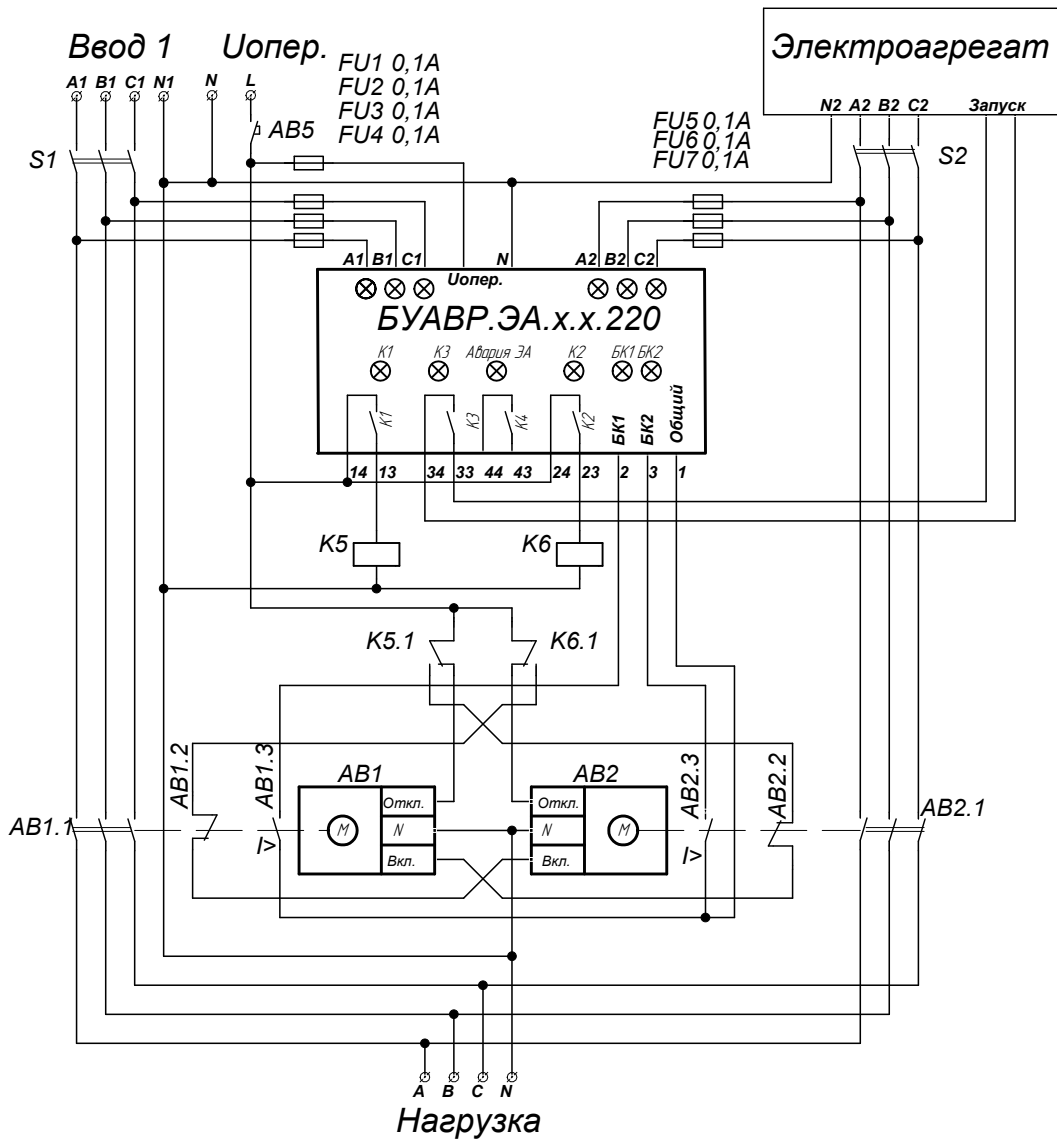 Ввод 1
Uопер.
FU1 0,1A
FU2 0,1A
FU3 0,1A
FU4 0,1A
Электроагрегат
A1 B1 C1 N1 N L
N2 A2 B2 C2 Запуск
AB5
FU5 0,1A
FU6 0,1A
FU7 0,1A
S1
S2
A1 B1 C1 N A2 B2 C2
Uопер.
БУАВР.ЭА.x.x.220
K1 K3 Авария ЭА K2 БК1 БК2
K1 K3 K4 K2 БК1 БК2 Общий
14 13 34 33 44 43 24 23 2 3 1
K5
K6
K5.1
K6.1
AB1.2
AB1.3
AB1
AB2
AB2.3
AB2.2
Откл.
Откл.
AB1.1
M
N
N
M
AB2.1
I>
Вкл.
Вкл.
I>
A B C N
Нагрузка